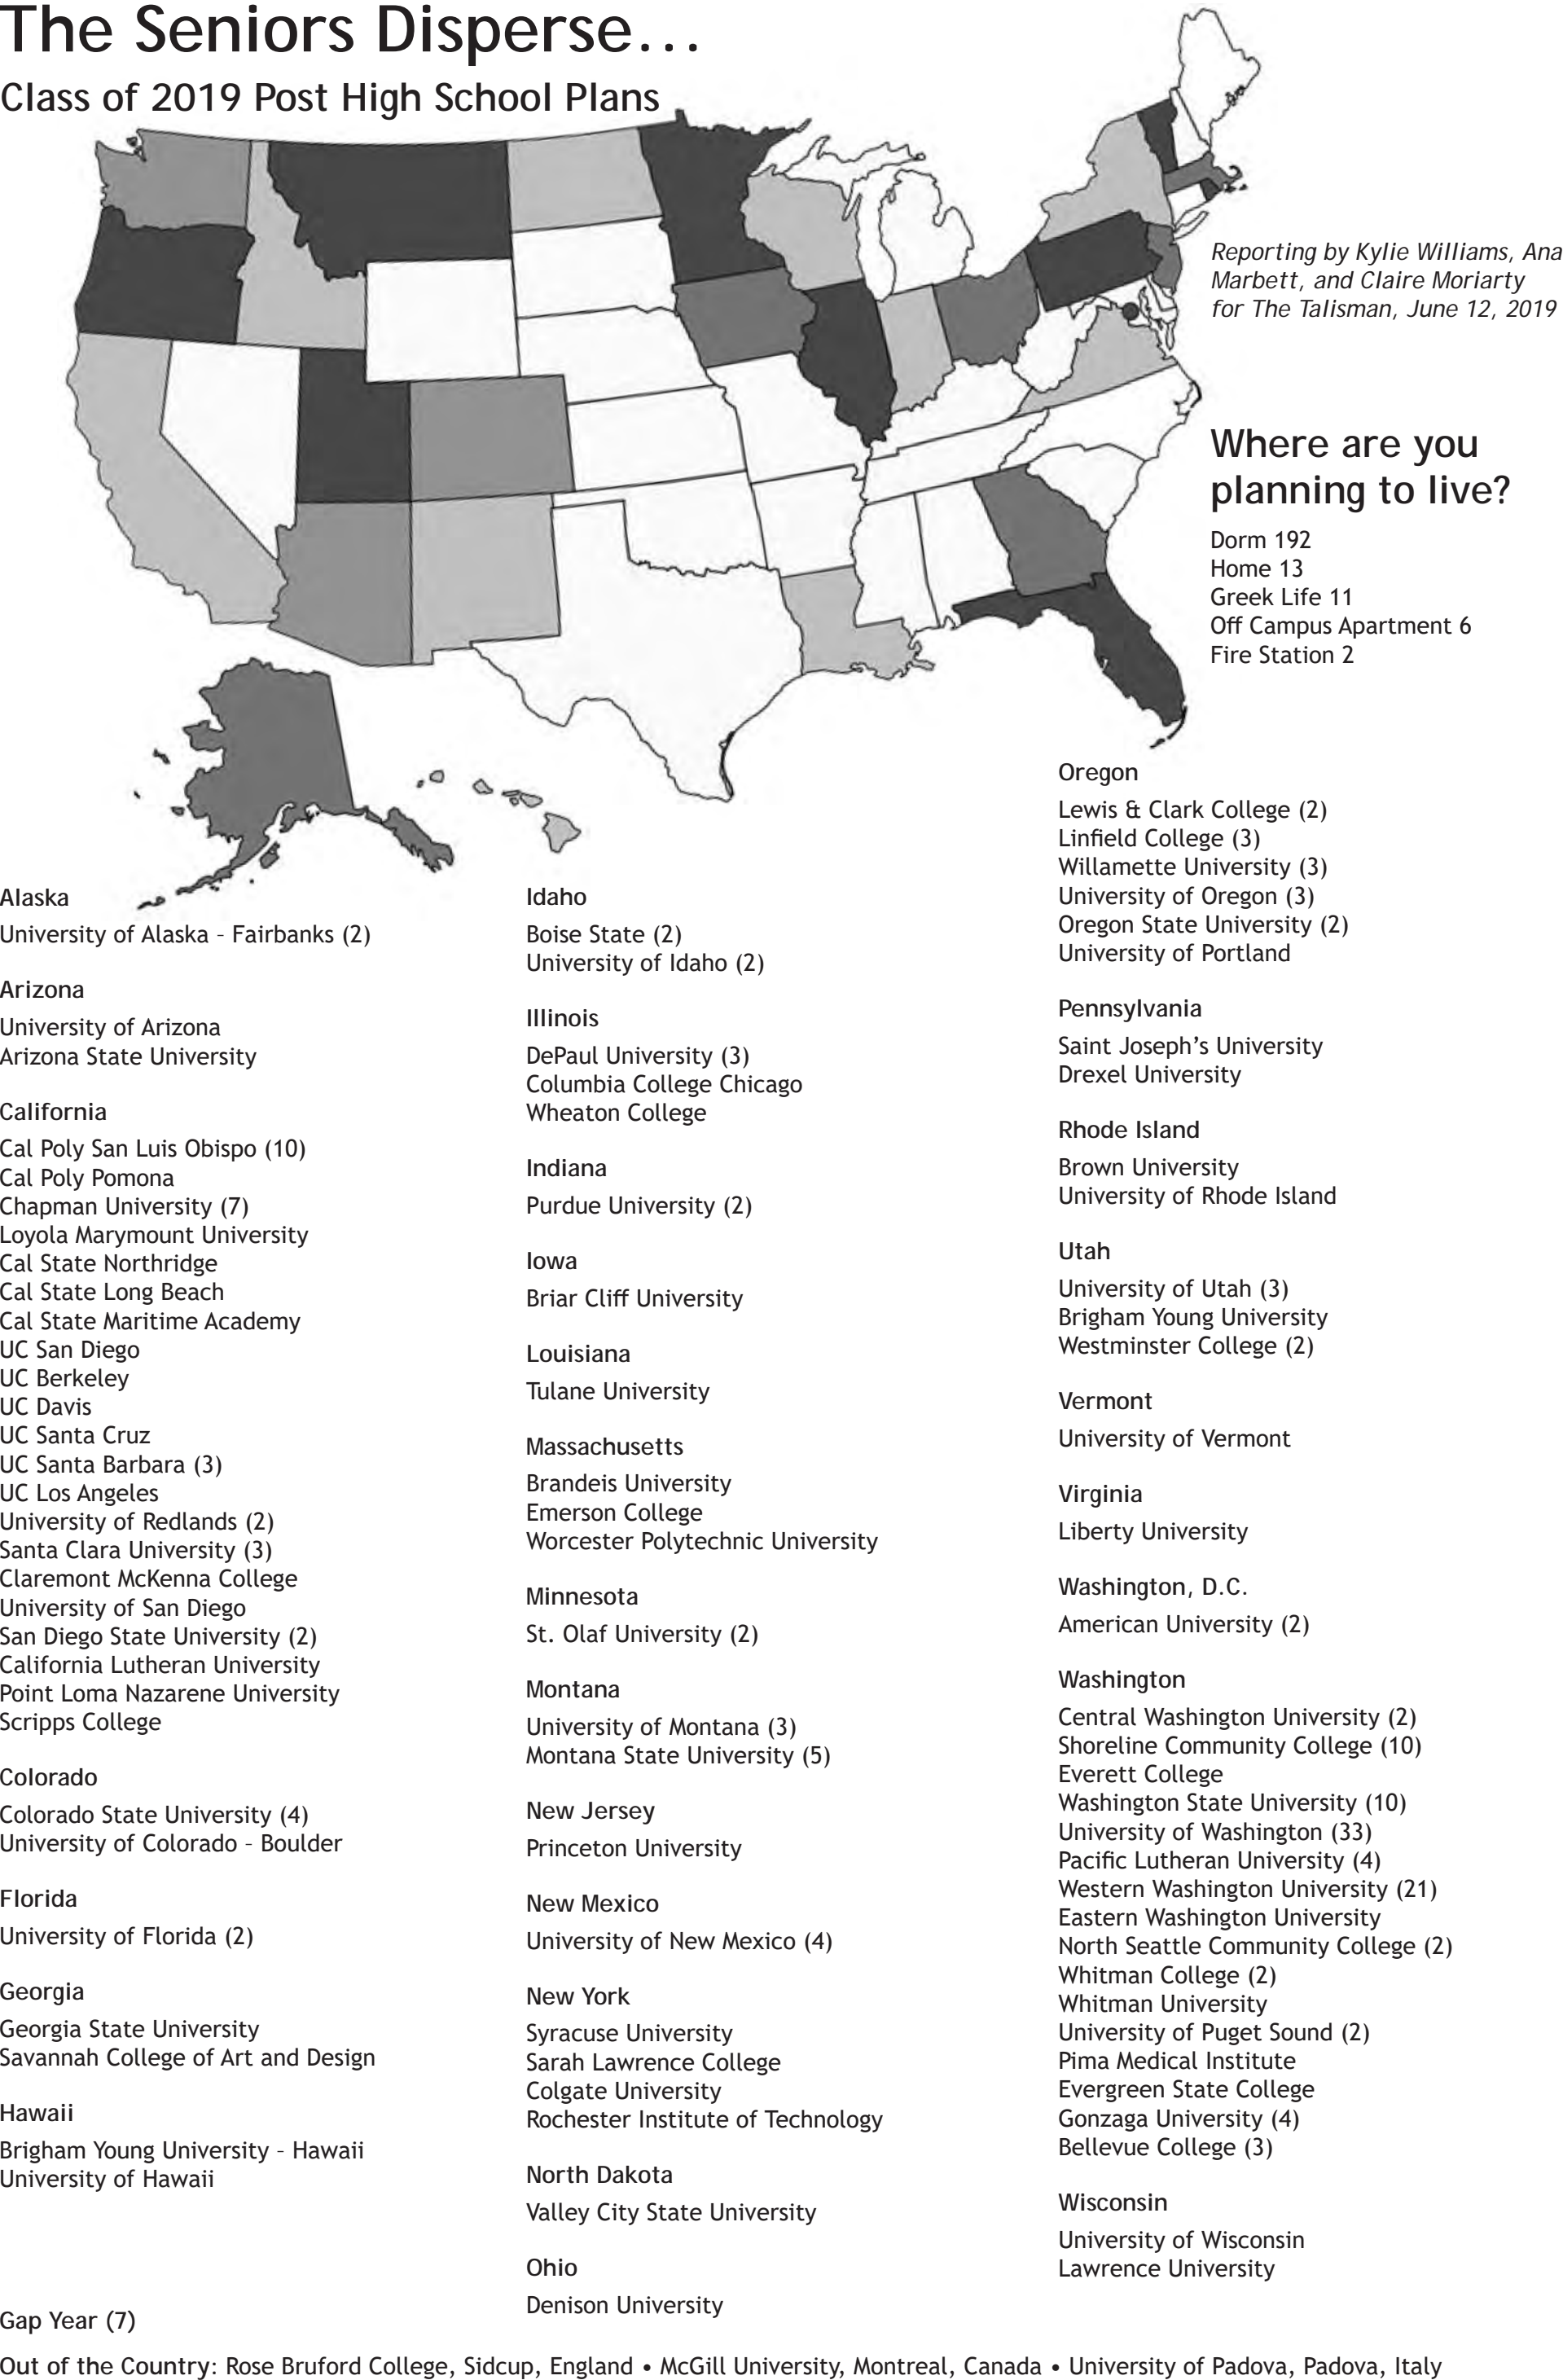 The Seniors Disperse...
Class of 2019 Post High School Plans
Reporting by Kylie Williams, Ana
Marbett, and Claire Moriarty
for The Talisman, June 12, 2019
Where are you
planning to live?
Dorm 192
Home 13
Greek Life 11
Off Campus Apartment 6
Fire Station 2
Alaska
University of Alaska - Fairbanks (2)
Arizona
University of Arizona
Arizona State University
California
Cal Poly San Luis Obispo (10)
Cal Poly Pomona
Chapman University (7)
Loyola Marymount University
Cal State Northridge
Cal State Long Beach
Cal State Maritime Academy
UC San Diego
UC Berkeley
UC Davis
UC Santa Cruz
UC Santa Barbara (3)
UC Los Angeles
University of Redlands (2)
Santa Clara University (3)
Claremont McKenna College
University of San Diego
San Diego State University (2)
California Lutheran University
Point Loma Nazarene University
Scripps College
Colorado
Colorado State University (4)
University of Colorado - Boulder
Florida
University of Florida (2)
Georgia
Georgia State University
Savannah College of Art and Design
Hawaii
Brigham Young University - Hawaii
University of Hawaii
Idaho
Boise State (2)
University of Idaho (2)
Illinois
DePaul University (3)
Columbia College Chicago
Wheaton College
Indiana
Purdue University (2)
Iowa
Briar Cliff University
Louisiana
Tulane University
Massachusetts
Brandeis University
Emerson College
Worcester Polytechnic University
Minnesota
St. Olaf University (2)
Montana
University of Montana (3)
Montana State University (5)
New Jersey
Princeton University
New Mexico
University of New Mexico (4)
New York
Syracuse University
Sarah Lawrence College
Colgate University
Rochester Institute of Technology
North Dakota
Valley City State University
Ohio
Denison University
Oregon
Lewis & Clark College (2)
Linfield College (3)
Willamette University (3)
University of Oregon (3)
Oregon State University (2)
University of Portland
Pennsylvania
Saint Joseph's University
Drexel University
Rhode Island
Brown University
University of Rhode Island
Utah
University of Utah (3)
Brigham Young University
Westminster College (2)
Vermont
University of Vermont
Virginia
Liberty University
Washington, D.C.
American University (2)
Washington
Central Washington University (2)
Shoreline Community College (10)
Everett College
Washington State University (10)
University of Washington (33)
Pacific Lutheran University (4)
Western Washington University (21)
Eastern Washington University
North Seattle Community College (2)
Whitman College (2)
Whitman University
University of Puget Sound (2)
Pima Medical Institute
Evergreen State College
Gonzaga University (4)
Bellevue College (3)
Wisconsin
University of Wisconsin
Lawrence University
Gap Year (7)
Out of the Country: Rose Bruford College, Sidcup, England • McGill University, Montreal, Canada • University of Padova, Padova, Italy